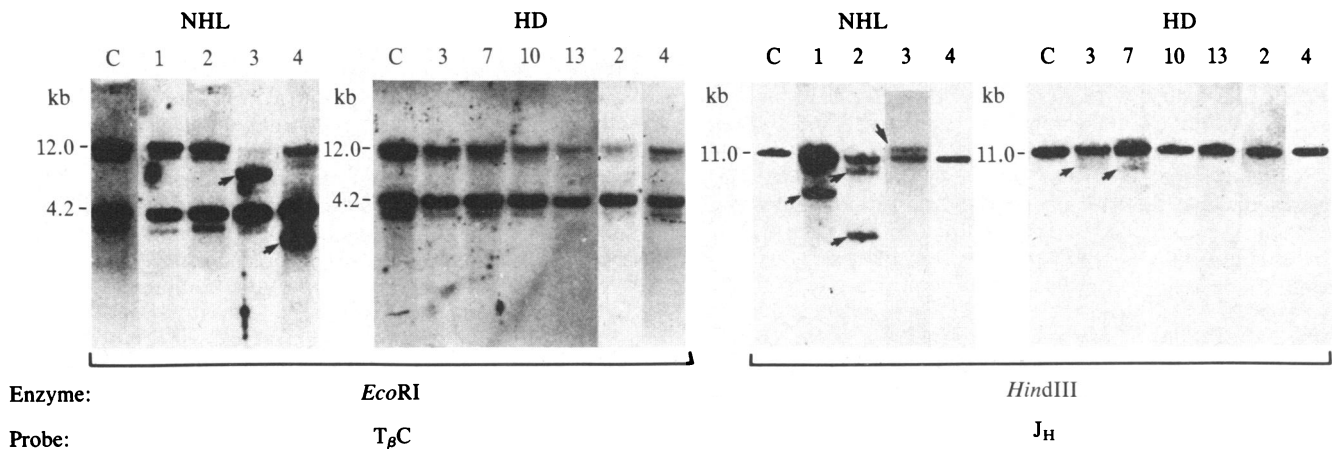 NHL HD NHL HD
C 1 2 3 4 C 3 7 10 13 2 4 C 1 2 3 4 C 3 7 10 13 2 4
kb kb kb kb
12.0 12.0 11.0 11.0
4.2 4.2
Enzyme: EcoRI HindIII
Probe: TβC JH